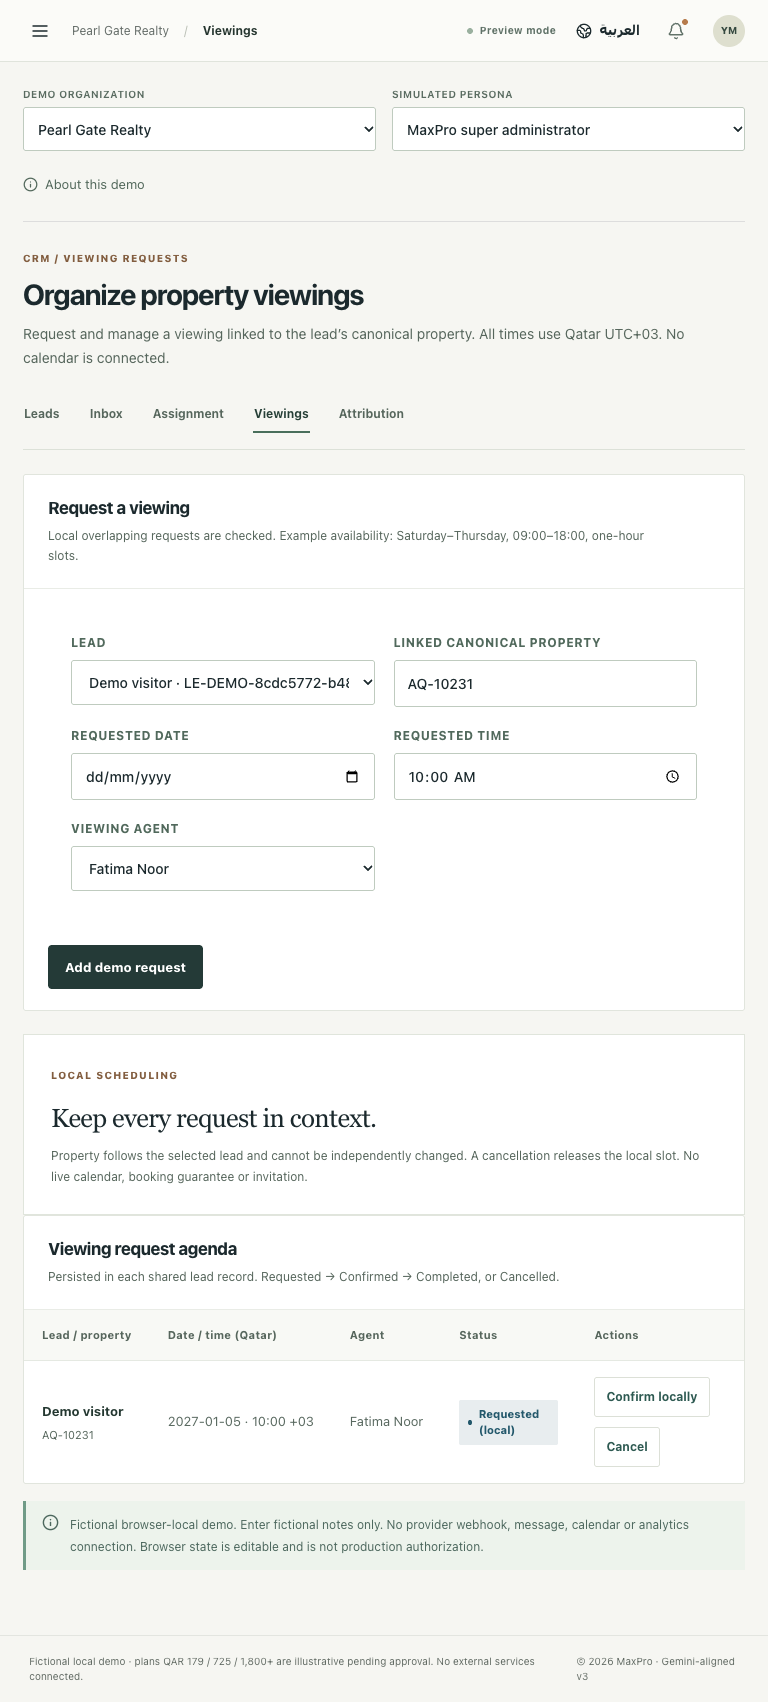 Pearl Gate Realty / Viewings
Preview mode
العربية
YM
DEMO ORGANIZATION
Pearl Gate Realty
SIMULATED PERSONA
MaxPro super administrator
About this demo
CRM / VIEWING REQUESTS
Organize property viewings
Request and manage a viewing linked to the lead's canonical property. All times use Qatar UTC+03. No
calendar is connected.
Leads Inbox Assignment Viewings Attribution
Request a viewing
Local overlapping requests are checked. Example availability: Saturday–Thursday, 09:00–18:00, one-hour
slots.
LEAD
Demo visitor · LE-DEMO-8cdc5772-b48
LINKED CANONICAL PROPERTY
AQ-10231
REQUESTED DATE
dd/mm/yyyy
REQUESTED TIME
10:00 AM
VIEWING AGENT
Fatima Noor
Add demo request
LOCAL SCHEDULING
Keep every request in context.
Property follows the selected lead and cannot be independently changed. A cancellation releases the local slot. No
live calendar, booking guarantee or invitation.
Viewing request agenda
Persisted in each shared lead record. Requested → Confirmed → Completed, or Cancelled.
Lead / property Date / time (Qatar) Agent Status Actions
Demo visitor
AQ-10231
2027-01-05 · 10:00 +03
Fatima Noor
Requested
(local)
Confirm locally
Cancel
Fictional browser-local demo. Enter fictional notes only. No provider webhook, message, calendar or analytics
connection. Browser state is editable and is not production authorization.
Fictional local demo · plans QAR 179 / 725 / 1,800+ are illustrative pending approval. No external services
connected.
© 2026 MaxPro · Gemini-aligned
v3